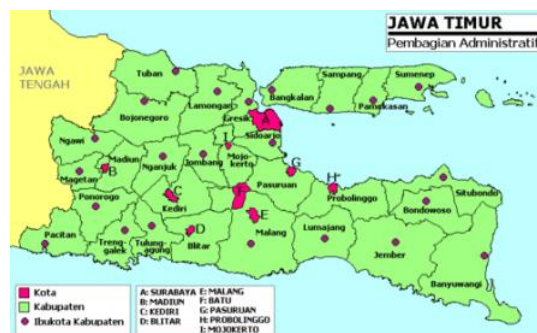 JAWA TIMUR
Pembagian Administratif
JAWA
TENGAH
Tuban
Lamongan
Gresik
Bangkalan
Sampang
Pamekasan
Sumenep
Bojonegoro
A
Sidoarjo
Ngawi
Madiun
B
Magetan
Nganjuk
Jombang
I
Mojo-
kerto
Pasuruan
G
H
Probolinggo
Situbondo
Bondowoso
Ponorogo
C
Kediri
F
E
Malang
Lumajang
Jember
Banyuwangi
Pacitan
Treng-
galek
Tulung-
agung
D
Blitar
Kota
Kabupaten
Ibukota Kabupaten
A: SURABAYA E: MALANG
B: MADIUN F: BATU
C: KEDIRI G: PASURUAN
D: BLITAR H: PROBOLINGGO
I: MOJOKERTO